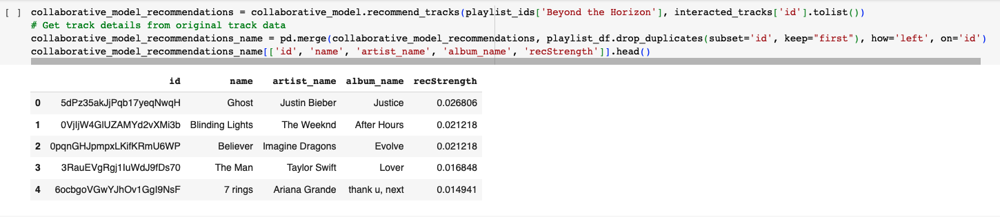 [ ] collaborative_model_recommendations = collaborative_model.recommend_tracks(playlist_ids['Beyond the Horizon'], interacted_tracks['id'].tolist())
# Get track details from original track data
collaborative_model_recommendations_name = pd.merge(collaborative_model_recommendations, playlist_df.drop_duplicates(subset='id', keep="first"), how='left', on='id')
collaborative_model_recommendations_name[['id', 'name', 'artist_name', 'album_name', 'recStrength']].head()
id name artist_name album_name recStrength
0 5dPz35akJjPqb17yeqNwqH Ghost Justin Bieber Justice 0.026806
1 0VjIjW4GlUZAMYd2vXMi3b Blinding Lights The Weeknd After Hours 0.021218
2 0pqnGHJpmpxLKifKRmU6WP Believer Imagine Dragons Evolve 0.021218
3 3RauEVgRgj1IuWdJ9fDs70 The Man Taylor Swift Lover 0.016848
4 6ocbgoVGwYJhOv1GgI9NsF 7 rings Ariana Grande thank u, next 0.014941